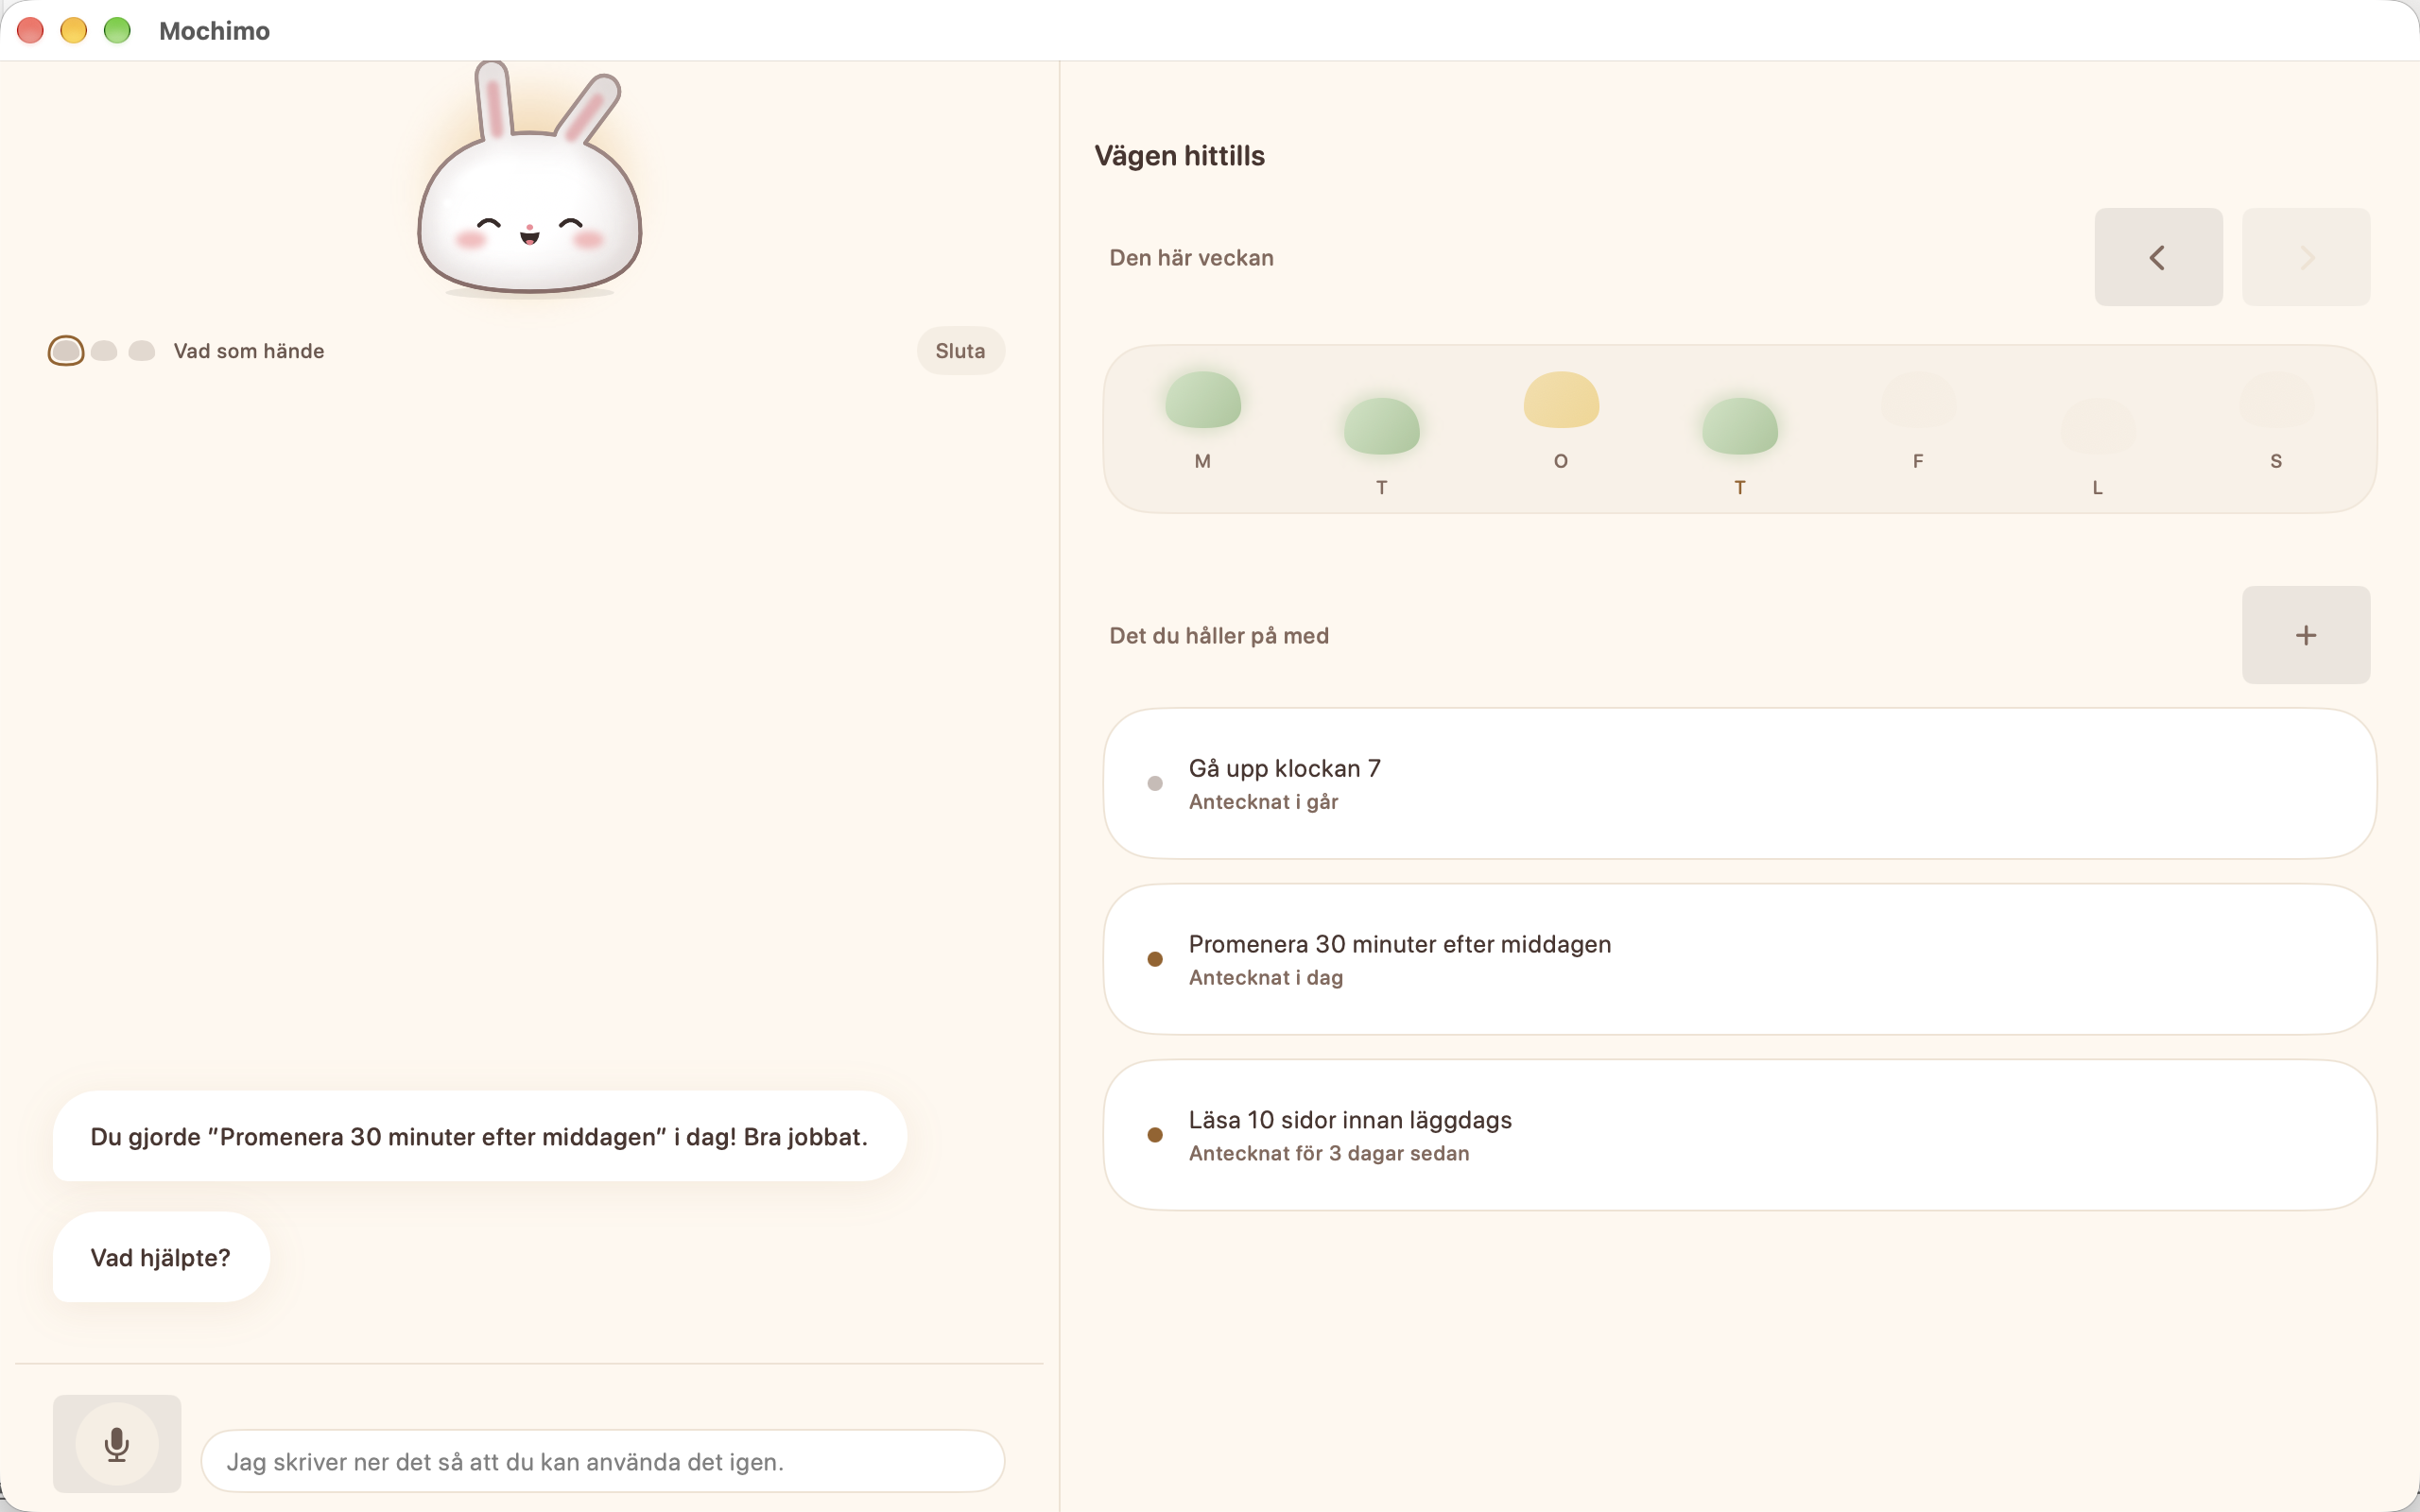 Mochimo
Vad som hände
Sluta
Du gjorde ”Promenera 30 minuter efter middagen” i dag! Bra jobbat.
Vad hjälpte?
Jag skriver ner det så att du kan använda det igen.
Vägen hittills
Den här veckan
M
T
O
T
F
L
S
Det du håller på med
Gå upp klockan 7
Antecknat i går
Promenera 30 minuter efter middagen
Antecknat i dag
Läsa 10 sidor innan läggdags
Antecknat för 3 dagar sedan